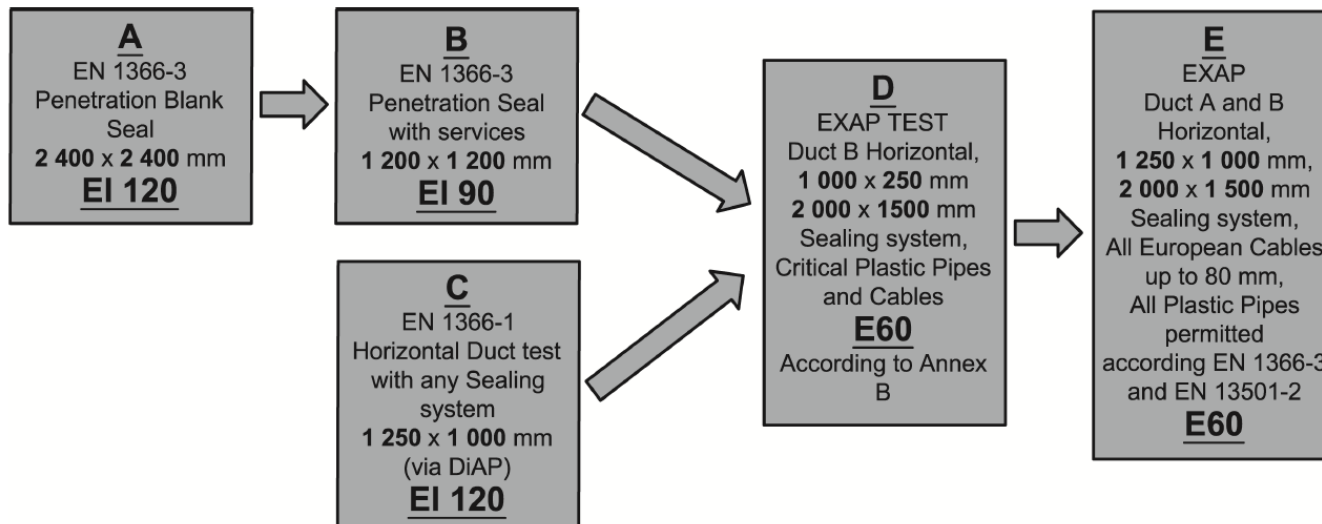 A
EN 1366-3
Penetration Blank
Seal
2 400 x 2 400 mm
EI 120
B
EN 1366-3
Penetration Seal
with services
1 200 x 1 200 mm
EI 90
C
EN 1366-1
Horizontal Duct test
with any Sealing
system
1 250 x 1 000 mm
(via DiAP)
EI 120
D
EXAP TEST
Duct B Horizontal,
1 000 x 250 mm
2 000 x 1500 mm
Sealing system,
Critical Plastic Pipes
and Cables
E60
According to Annex
B
E
EXAP
Duct A and B
Horizontal,
1 250 x 1 000 mm,
2 000 x 1 500 mm
Sealing system,
All European Cables
up to 80 mm,
All Plastic Pipes
permitted
according EN 1366-3
and EN 13501-2
E60